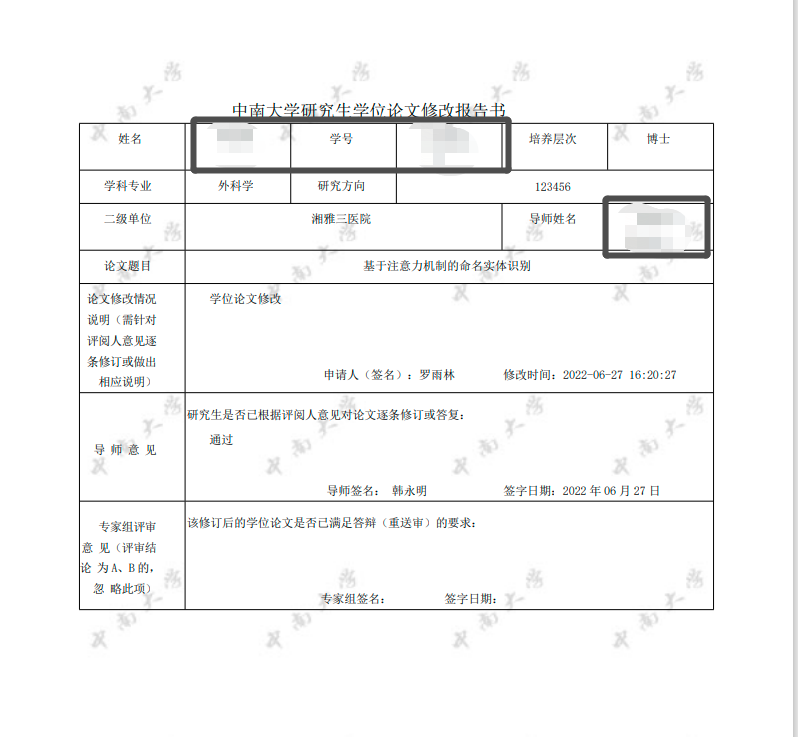 中南大学研究生学位论文修改报告书
姓名 学号 培养层次 博士
学科专业 外科学 研究方向 123456
二级单位 湘雅三医院 导师姓名
论文题目 基于注意力机制的命名实体识别
论文修改情况
说明（需针对
评阅人意见逐
条修订或做出
相应说明）
学位论文修改
申请人（签名）：罗雨林 修改时间：2022-06-27 16:20:27
导 师 意 见
研究生是否已根据评阅人意见对论文逐条修订或答复：
通过
导师签名： 韩永明 签字日期：2022 年 06 月 27 日
专家组评审
意 见（评审结
论 为 A、B 的，
忽 略此项）
该修订后的学位论文是否已满足答辩（重送审）的要求：
专家组签名： 签字日期：